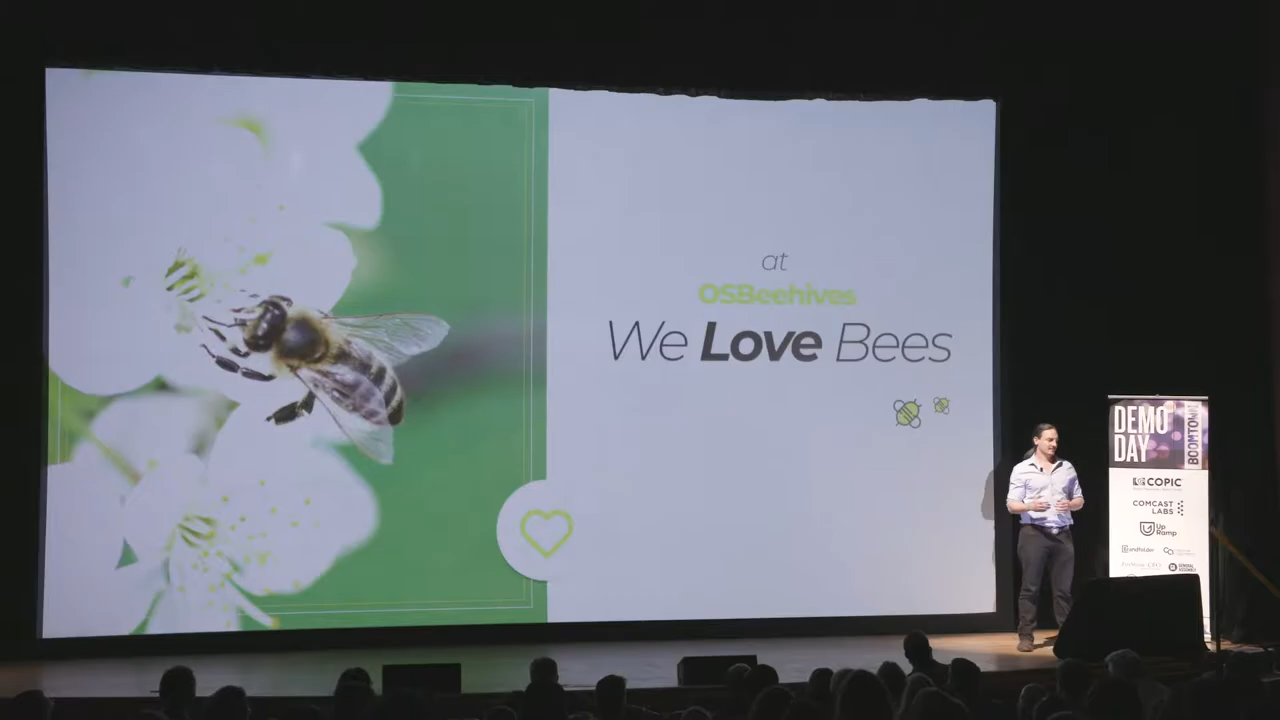 at
OSBeehives
We Love Bees
DEMO
DAY
BOOMTOWN
COPIC
COMCAST
LABS
Up
Ramp